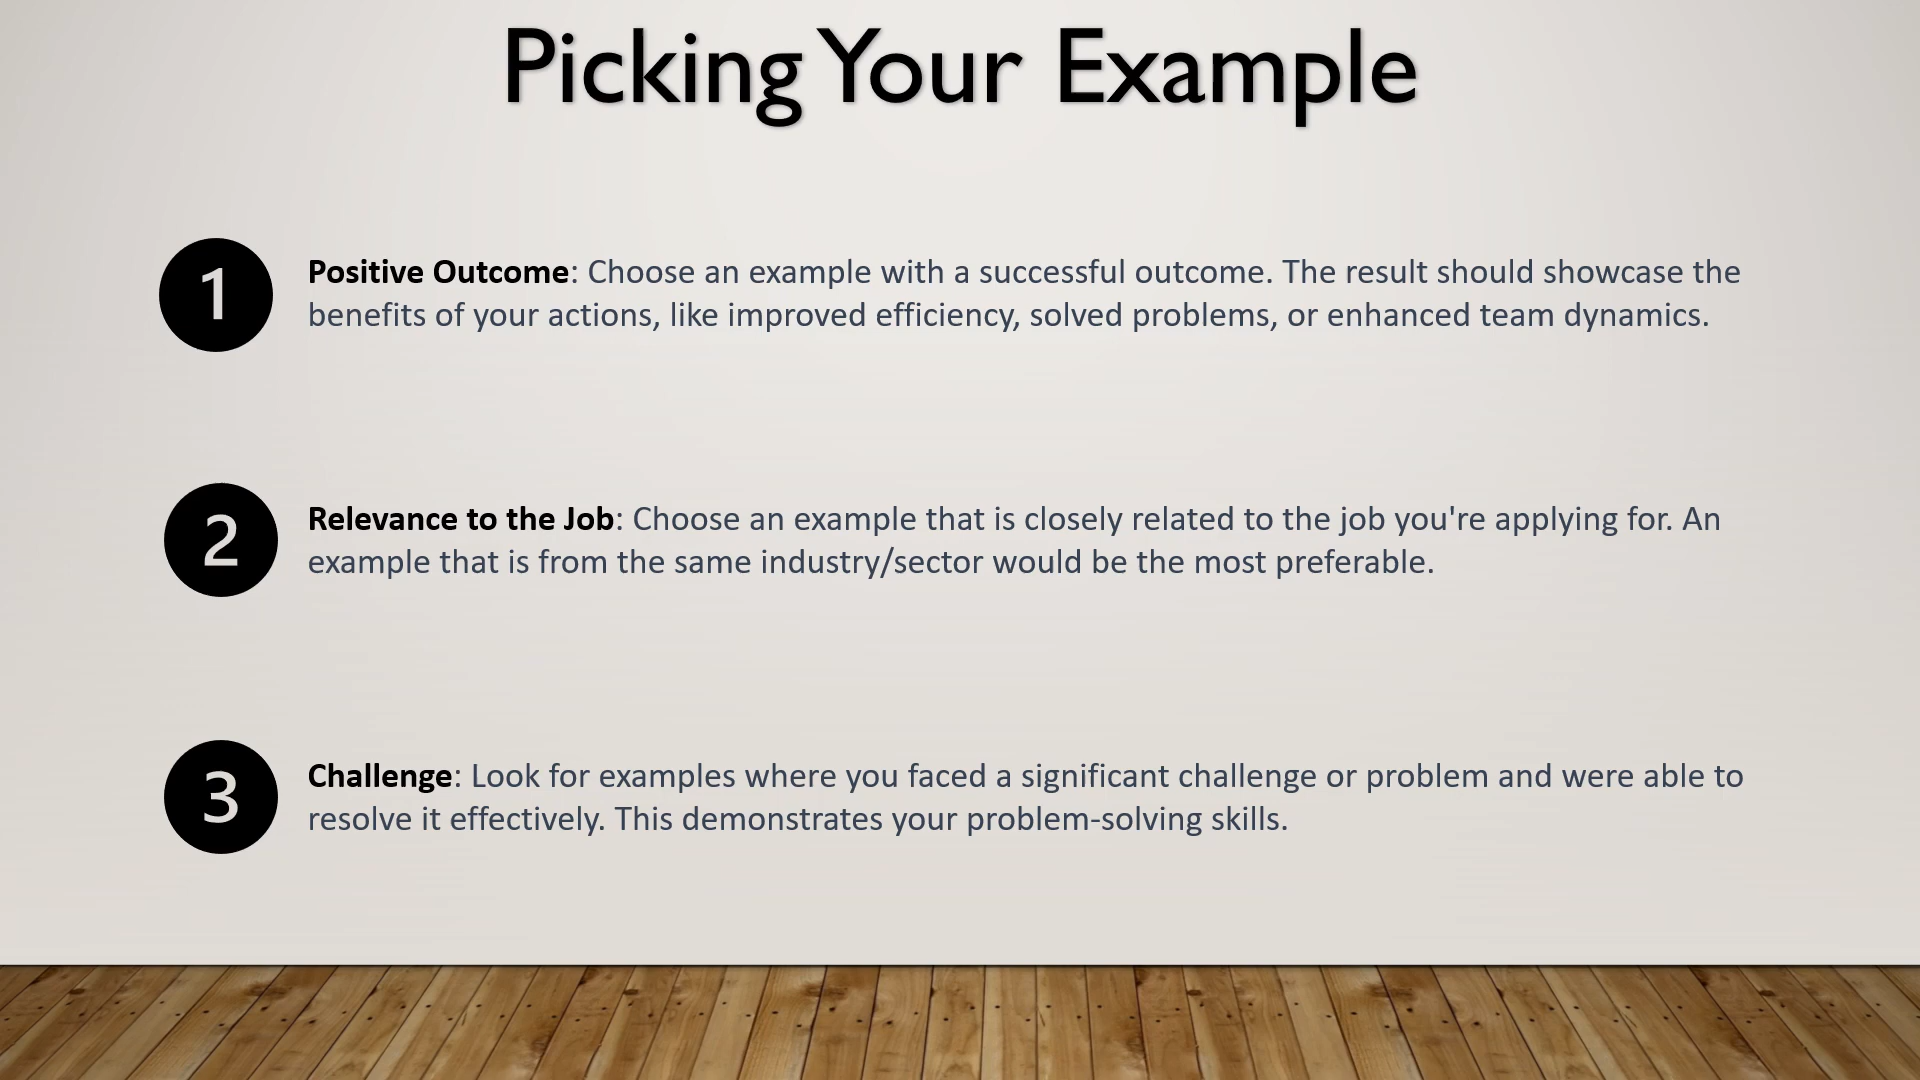 Picking Your Example
1
Positive Outcome: Choose an example with a successful outcome. The result should showcase the
benefits of your actions, like improved efficiency, solved problems, or enhanced team dynamics.
2
Relevance to the Job: Choose an example that is closely related to the job you're applying for. An
example that is from the same industry/sector would be the most preferable.
3
Challenge: Look for examples where you faced a significant challenge or problem and were able to
resolve it effectively. This demonstrates your problem-solving skills.